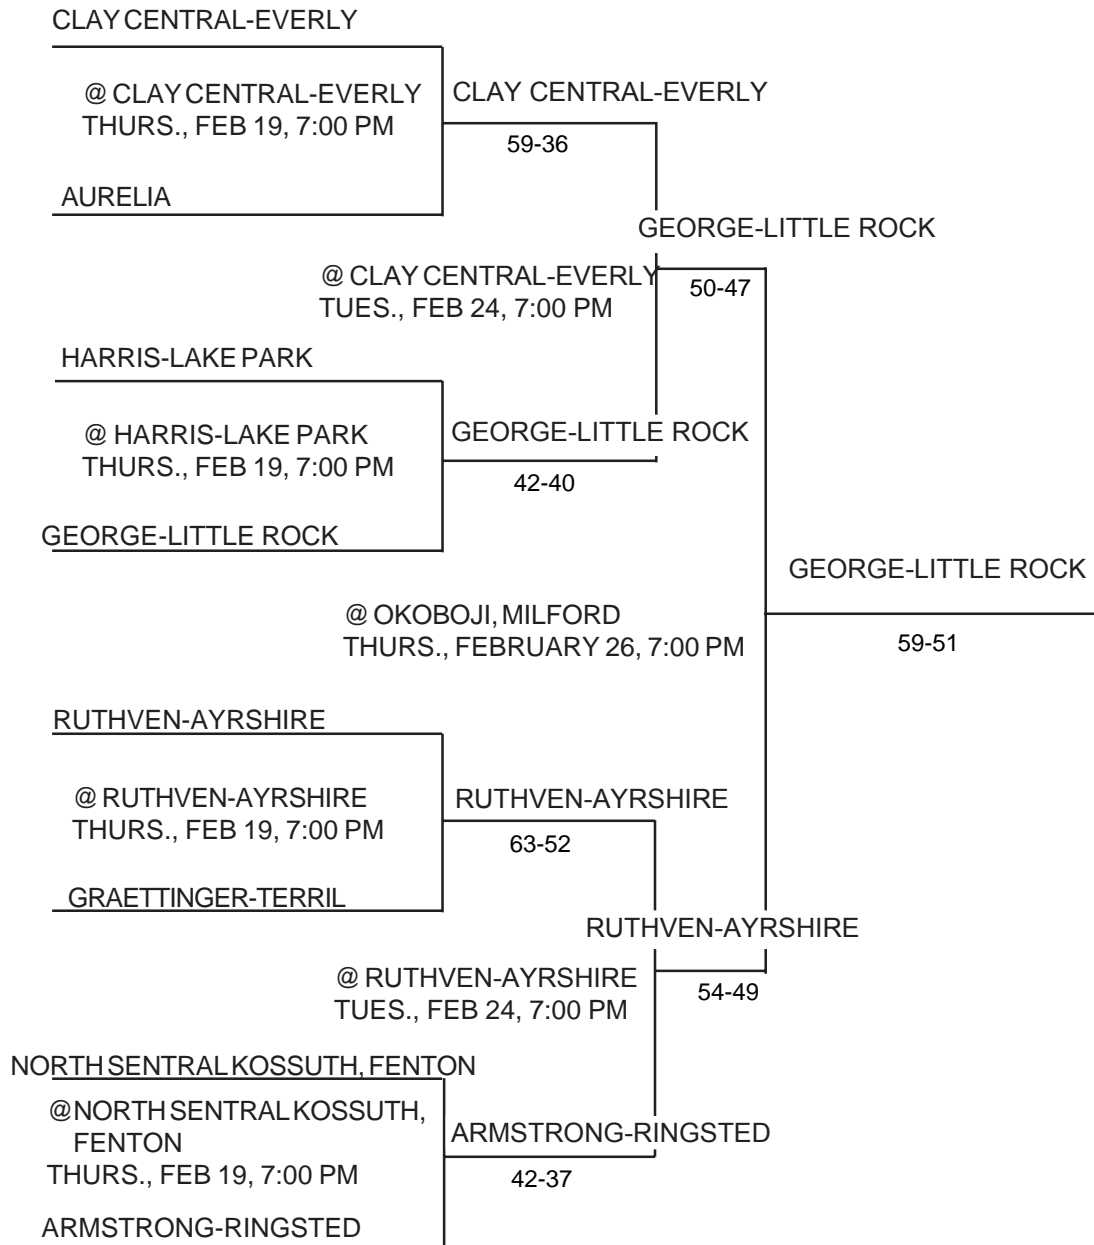 CLAY CENTRAL-EVERLY
@ CLAY CENTRAL-EVERLY
THURS., FEB 19, 7:00 PM
CLAY CENTRAL-EVERLY
59-36
AURELIA
GEORGE-LITTLE ROCK
@ CLAY CENTRAL-EVERLY
TUES., FEB 24, 7:00 PM
50-47
HARRIS-LAKE PARK
@ HARRIS-LAKE PARK
THURS., FEB 19, 7:00 PM
GEORGE-LITTLE ROCK
42-40
GEORGE-LITTLE ROCK
GEORGE-LITTLE ROCK
@ OKOBOJI, MILFORD
THURS., FEBRUARY 26, 7:00 PM
59-51
RUTHVEN-AYRSHIRE
@ RUTHVEN-AYRSHIRE
THURS., FEB 19, 7:00 PM
RUTHVEN-AYRSHIRE
63-52
GRAETTINGER-TERRIL
RUTHVEN-AYRSHIRE
@ RUTHVEN-AYRSHIRE
TUES., FEB 24, 7:00 PM
54-49
NORTH SENTRAL KOSSUTH, FENTON
@ NORTH SENTRAL KOSSUTH,
FENTON
THURS., FEB 19, 7:00 PM
ARMSTRONG-RINGSTED
42-37
ARMSTRONG-RINGSTED